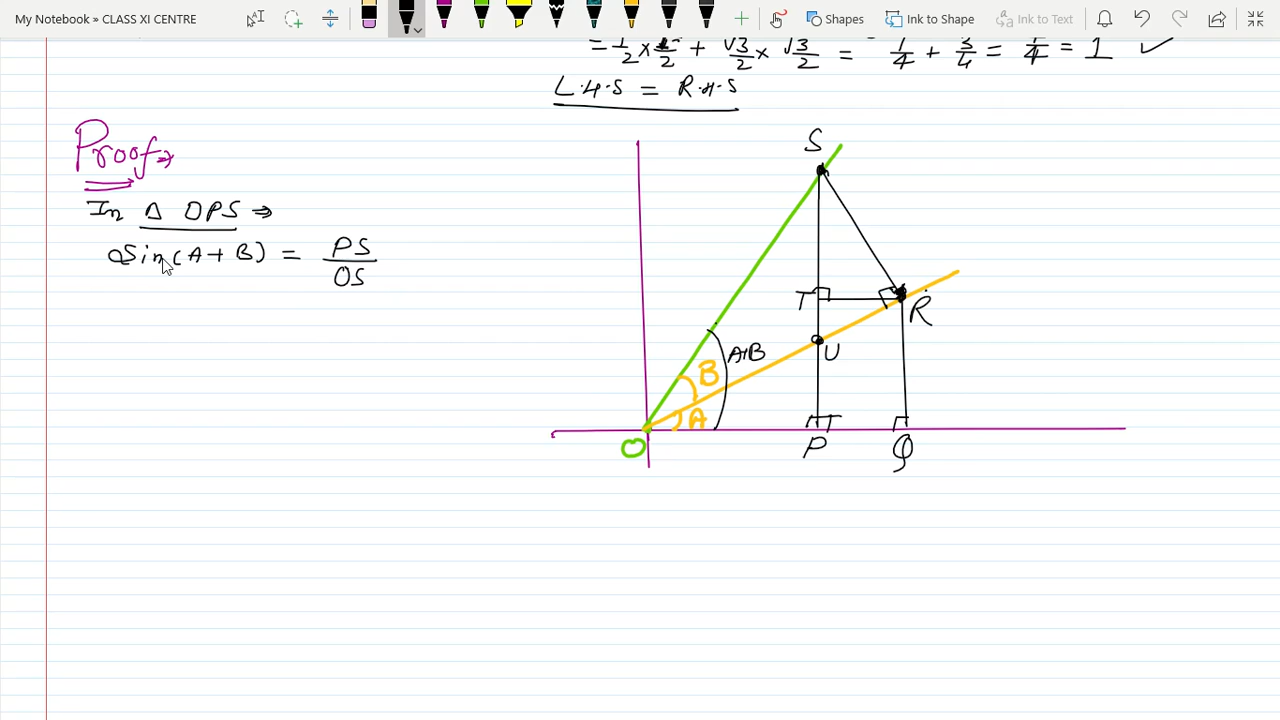 My Notebook » CLASS XI CENTRE
Shapes
Ink to Shape
Ink to Text
= 1/2 × 1/2 + √3/2 × √3/2 = 1/4 + 3/4 = 4/4 = 1 ✓
L.H.S = R.H.S
Proof⇒
In Δ OPS ⇒
Sin(A+B) = PS/OS
S
T
R
U
A+B
B
A
O
P
Q